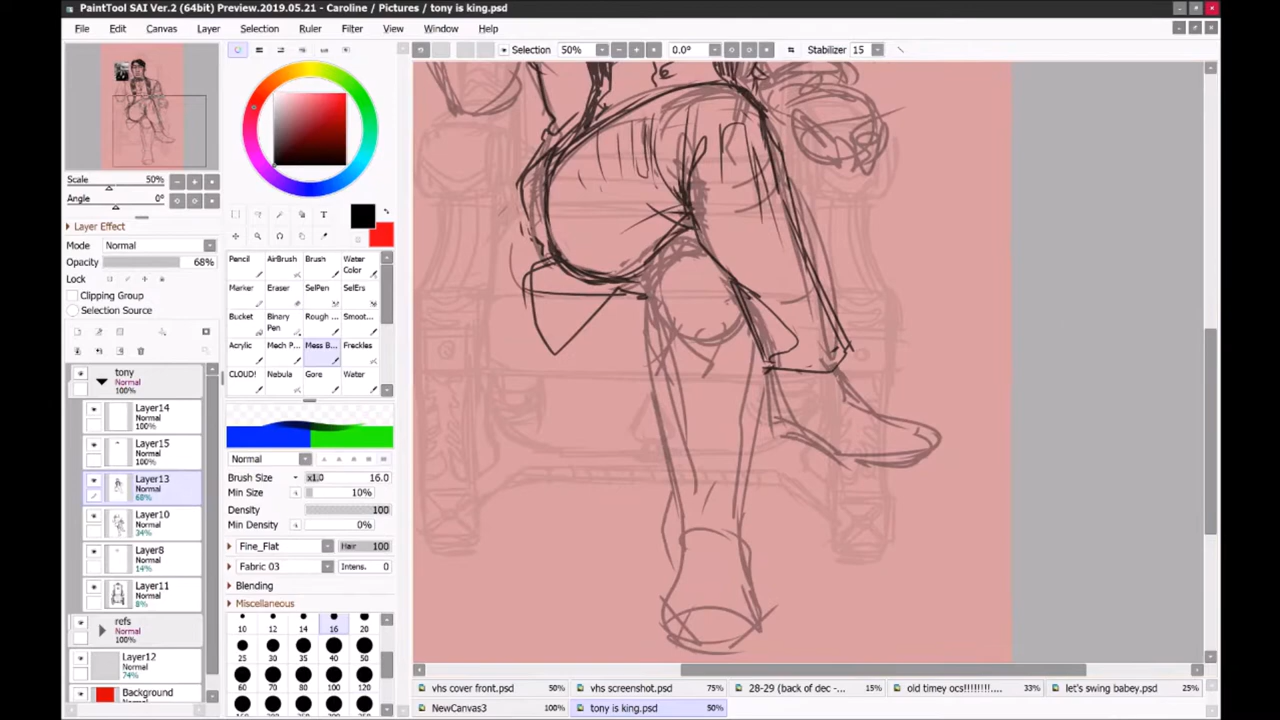 PaintTool SAI Ver.2 (64bit) Preview.2019.05.21 - Caroline / Pictures / tony is king.psd
File Edit Canvas Layer Selection Ruler Filter View Window Help
Selection 50% 0.0° Stabilizer 15
Scale 50%
Angle 0°
Layer Effect
Mode Normal
Opacity 68%
Lock
Clipping Group
Selection Source
tony
Normal
100%
Layer14
Normal
100%
Layer15
Normal
100%
Layer13
Normal
68%
Layer10
Normal
34%
Layer8
Normal
14%
Layer11
Normal
8%
refs
Normal
100%
Layer12
Normal
74%
Background
Normal
T
Pencil AirBrush Brush Water Color
Marker Eraser SelPen SelErs
Bucket Binary Pen Rough ... Smoot...
Acrylic Mech P... Mess B... Freckles
CLOUD! Nebula Gore Water
Normal
Brush Size x1.0 16.0
Min Size 10%
Density 100
Min Density 0%
Fine_Flat Hair 100
Fabric 03 Intens. 0
Blending
Miscellaneous
10 12 14 16 20
25 30 35 40 50
60 70 80 100 120
vhs cover front.psd 50% vhs screenshot.psd 75% 28-29 (back of dec -... 15% old timey ocs!!!!!!!!... 33% let's swing babey.psd 25%
NewCanvas3 100% tony is king.psd 50%